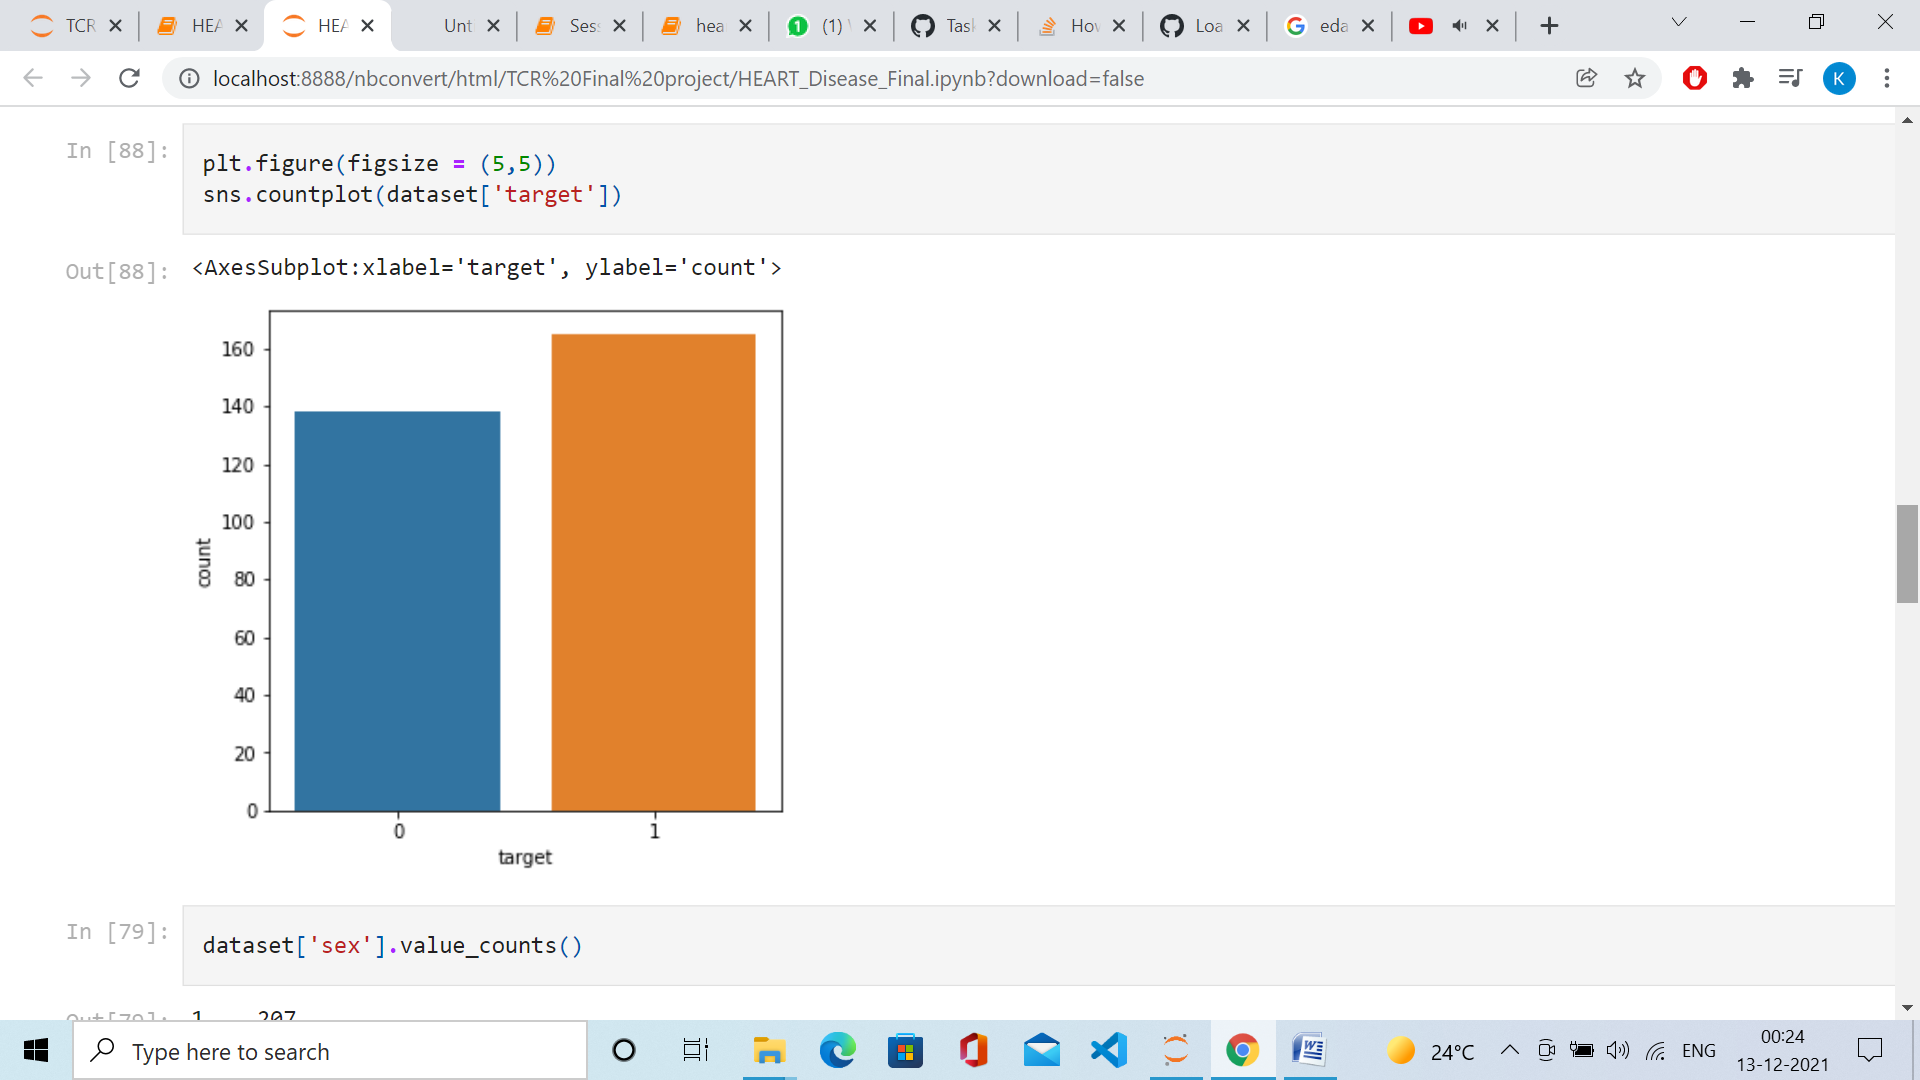 TCR
HEA
HEA
Unt
Sess
hea
(1)
Task
How
Loa
eda
localhost:8888/nbconvert/html/TCR%20Final%20project/HEART_Disease_Final.ipynb?download=false
K
In [88]:
plt.figure(figsize = (5,5))
sns.countplot(dataset['target'])
Out[88]:
<AxesSubplot:xlabel='target', ylabel='count'>
160
140
120
100
80
60
40
20
0
count
0 1
target
In [79]:
dataset['sex'].value_counts()
Out[79]: 1 207
Type here to search
24°C
ENG
00:24
13-12-2021